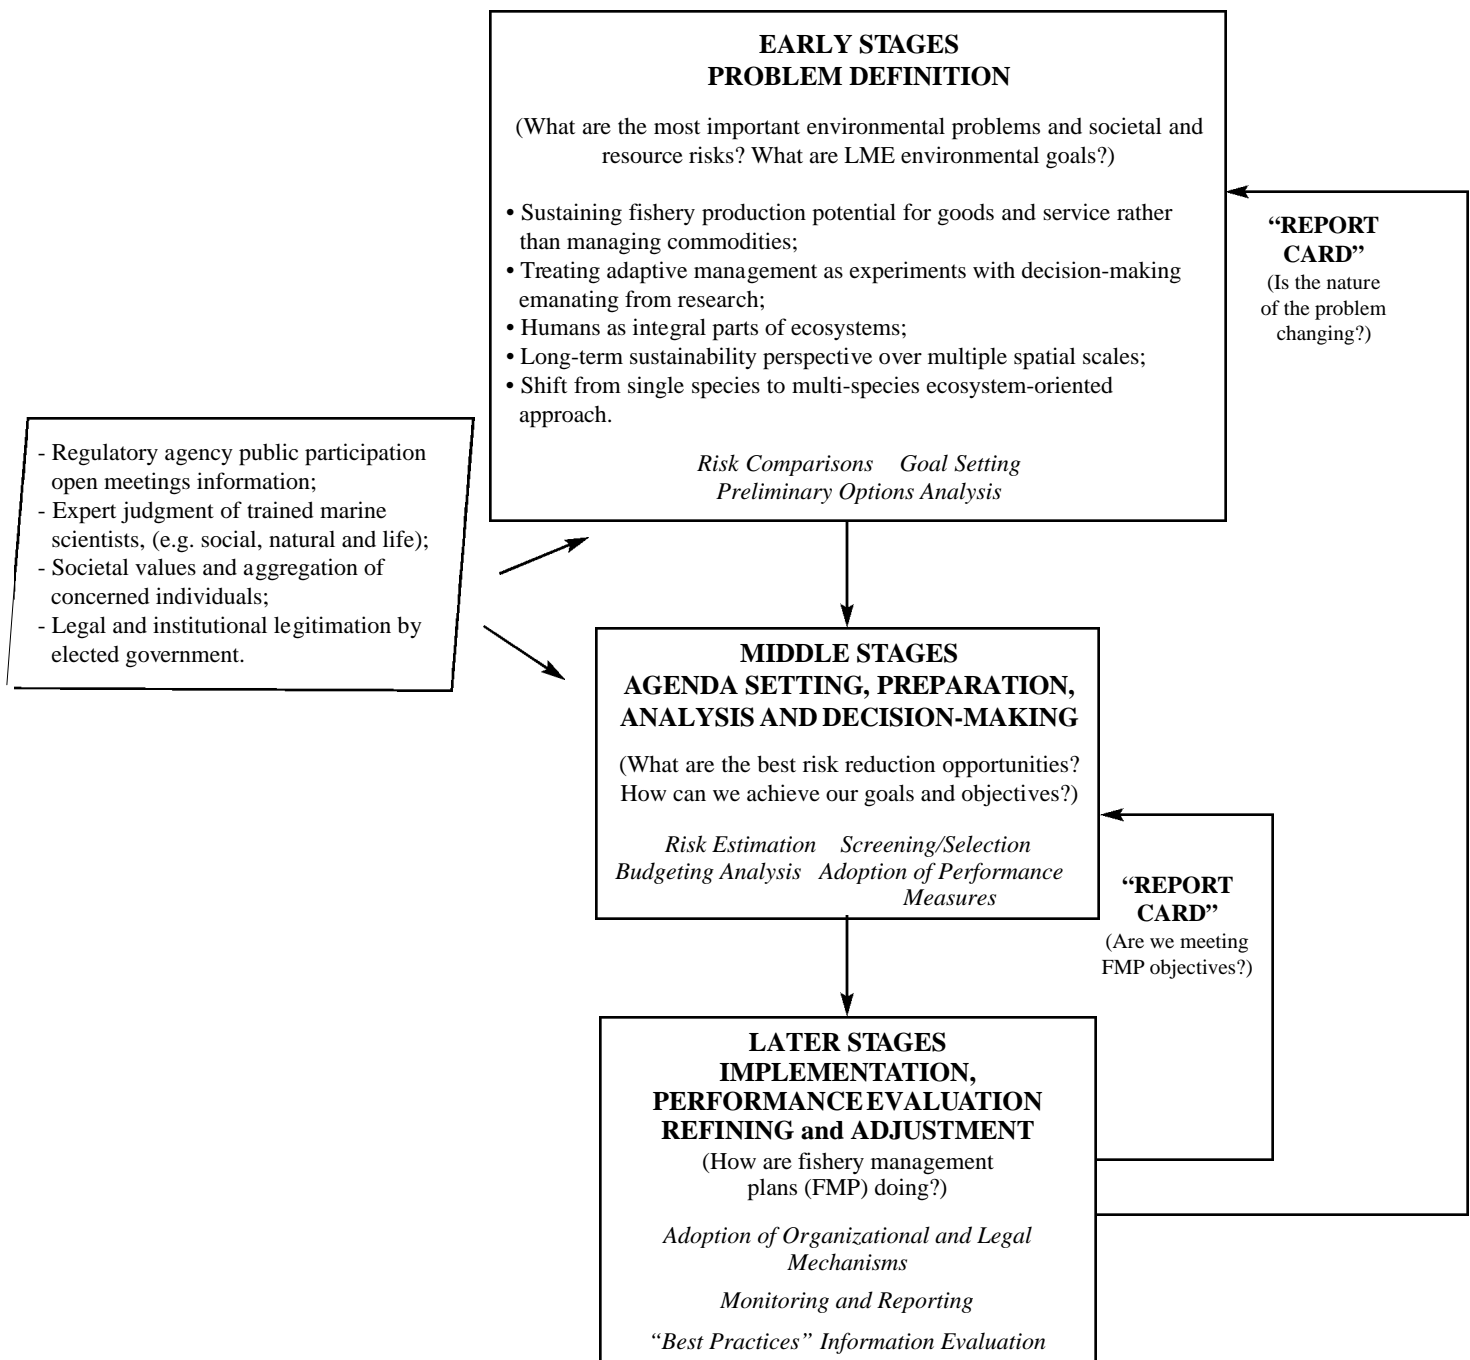 EARLY STAGES
PROBLEM DEFINITION
(What are the most important environmental problems and societal and
resource risks? What are LME environmental goals?)
• Sustaining fishery production potential for goods and service rather
than managing commodities;
• Treating adaptive management as experiments with decision-making
emanating from research;
• Humans as integral parts of ecosystems;
• Long-term sustainability perspective over multiple spatial scales;
• Shift from single species to multi-species ecosystem-oriented
approach.
Risk Comparisons Goal Setting
Preliminary Options Analysis
“REPORT
CARD”
(Is the nature
of the problem
changing?)
- Regulatory agency public participation
open meetings information;
- Expert judgment of trained marine
scientists, (e.g. social, natural and life);
- Societal values and aggregation of
concerned individuals;
- Legal and institutional legitimation by
elected government.
MIDDLE STAGES
AGENDA SETTING, PREPARATION,
ANALYSIS AND DECISION-MAKING
(What are the best risk reduction opportunities?
How can we achieve our goals and objectives?)
Risk Estimation Screening/Selection
Budgeting Analysis Adoption of Performance
Measures
“REPORT
CARD”
(Are we meeting
FMP objectives?)
LATER STAGES
IMPLEMENTATION,
PERFORMANCE EVALUATION
REFINING and ADJUSTMENT
(How are fishery management
plans (FMP) doing?)
Adoption of Organizational and Legal
Mechanisms
Monitoring and Reporting
“Best Practices” Information Evaluation